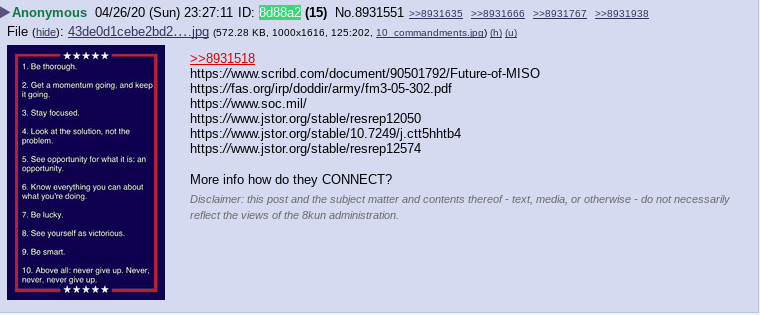 Anonymous 04/26/20 (Sun) 23:27:11 ID: 8d88a2 (15) No.8931551 >>8931635 >>8931666 >>8931767 >>8931938
File (hide): 43de0d1cebe2bd2….jpg (572.28 KB, 1000x1616, 125:202, 10_commandments.jpg) (h) (u)
1. Be thorough.
2. Get a momentum going, and keep
it going.
3. Stay focused.
4. Look at the solution, not the
problem.
5. See opportunity for what it is: an
opportunity.
6. Know everything you can about
what you're doing.
7. Be lucky.
8. See yourself as victorious.
9. Be smart.
10. Above all: never give up. Never,
never, never give up.
>>8931518
https://www.scribd.com/document/90501792/Future-of-MISO
https://fas.org/irp/doddir/army/fm3-05-302.pdf
https://www.soc.mil/
https://www.jstor.org/stable/resrep12050
https://www.jstor.org/stable/10.7249/j.ctt5hhtb4
https://www.jstor.org/stable/resrep12574
More info how do they CONNECT?
Disclaimer: this post and the subject matter and contents thereof - text, media, or otherwise - do not necessarily
reflect the views of the 8kun administration.